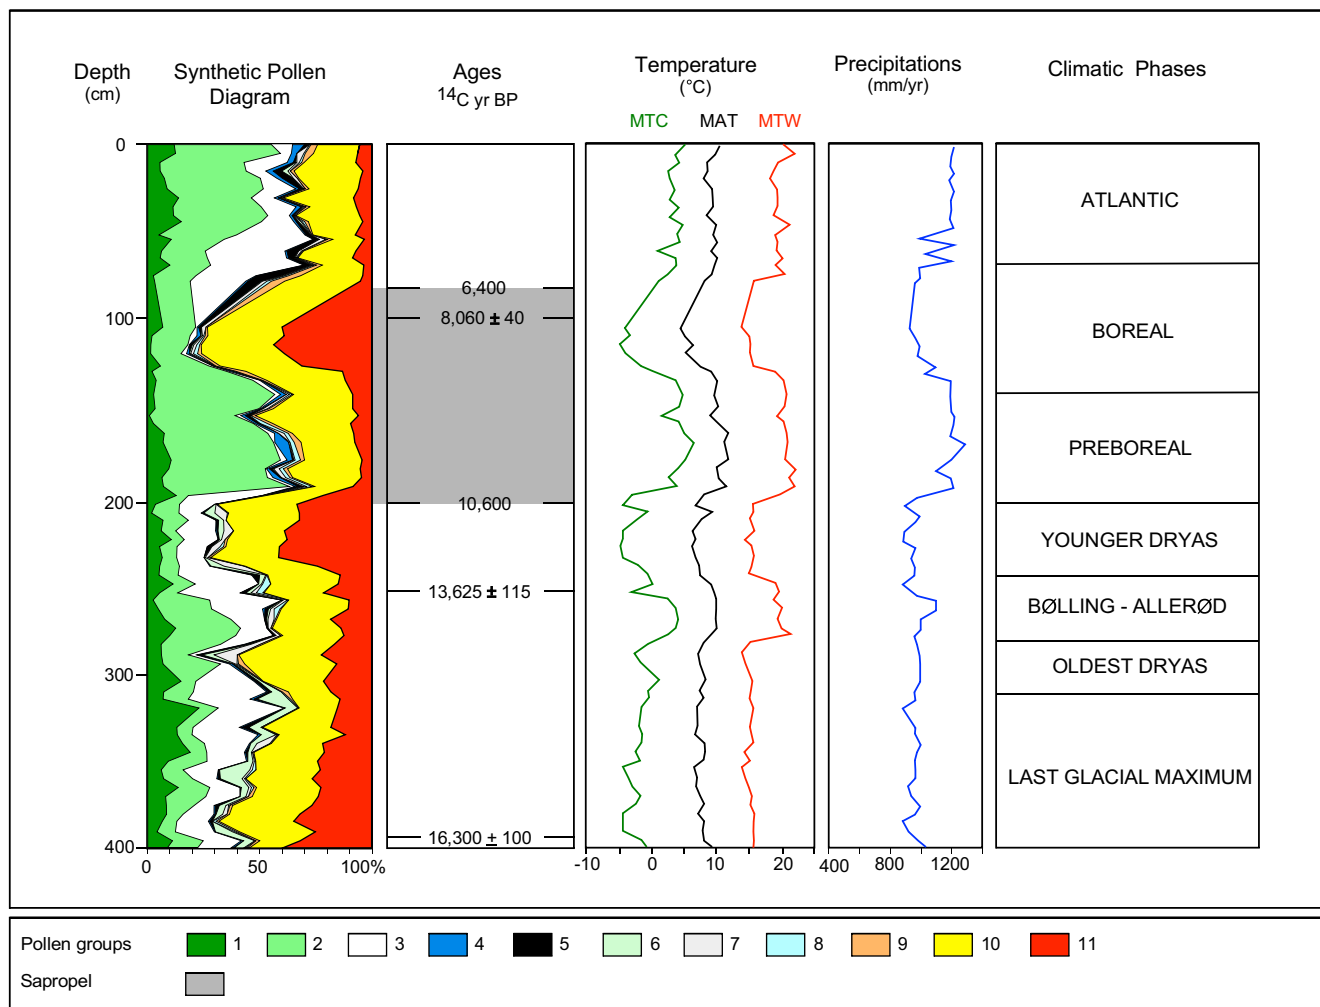 Depth
(cm)
Synthetic Pollen
Diagram
Ages
14C yr BP
Temperature
(°C)
MTC MAT MTW
Precipitations
(mm/yr)
Climatic Phases
0
100
200
300
400
0 50 100%
6,400
8,060 ± 40
10,600
13,625 ± 115
16,300 ± 100
-10 0 10 20
400 800 1200
ATLANTIC
BOREAL
PREBOREAL
YOUNGER DRYAS
BØLLING - ALLERØD
OLDEST DRYAS
LAST GLACIAL MAXIMUM
Pollen groups 1 2 3 4 5 6 7 8 9 10 11
Sapropel